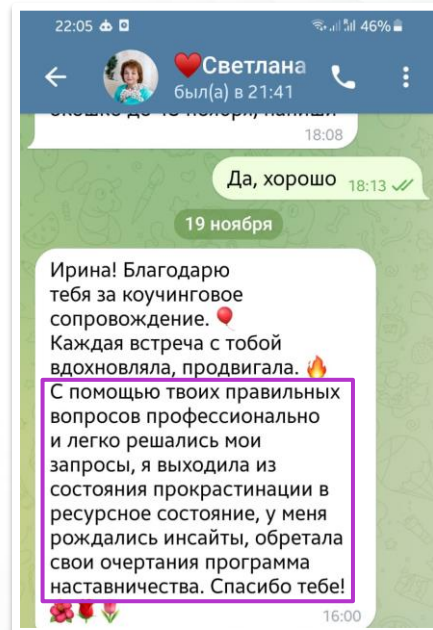 22:05 46%
Светлана
был(а) в 21:41
18:08
Да, хорошо 18:13
19 ноября
Ирина! Благодарю
тебя за коучинговое
сопровождение.
Каждая встреча с тобой
вдохновляла, продвигала.
С помощью твоих правильных
вопросов профессионально
и легко решались мои
запросы, я выходила из
состояния прокрастинации в
ресурсное состояние, у меня
рождались инсайты, обретала
свои очертания программа
наставничества. Спасибо тебе!
16:00